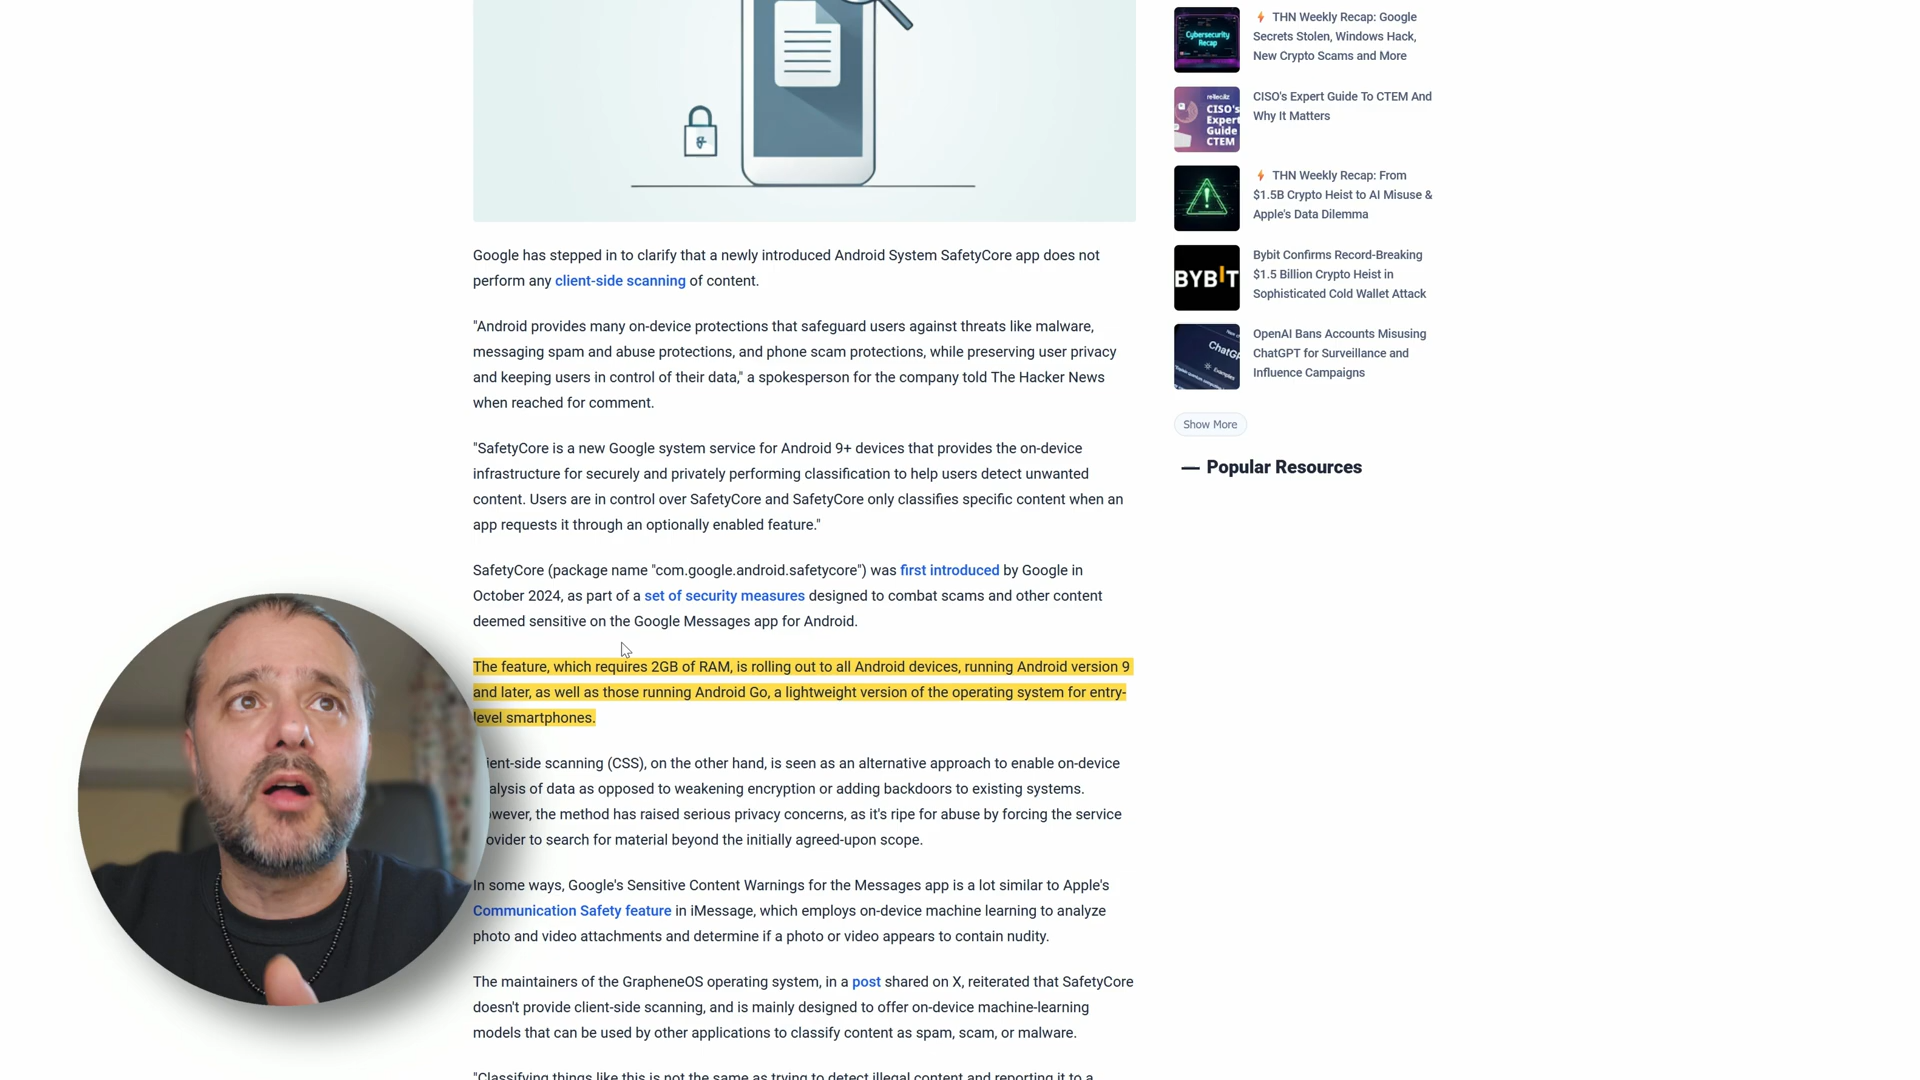 Google has stepped in to clarify that a newly introduced Android System SafetyCore app does not
perform any client-side scanning of content.
"Android provides many on-device protections that safeguard users against threats like malware,
messaging spam and abuse protections, and phone scam protections, while preserving user privacy
and keeping users in control of their data," a spokesperson for the company told The Hacker News
when reached for comment.
"SafetyCore is a new Google system service for Android 9+ devices that provides the on-device
infrastructure for securely and privately performing classification to help users detect unwanted
content. Users are in control over SafetyCore and SafetyCore only classifies specific content when an
app requests it through an optionally enabled feature."
SafetyCore (package name "com.google.android.safetycore") was first introduced by Google in
October 2024, as part of a set of security measures designed to combat scams and other content
deemed sensitive on the Google Messages app for Android.
The feature, which requires 2GB of RAM, is rolling out to all Android devices, running Android version 9
and later, as well as those running Android Go, a lightweight version of the operating system for entry-
level smartphones.
scanning (CSS), on the other hand, is seen as an alternative approach to enable on-device
of data as opposed to weakening encryption or adding backdoors to existing systems.
the method has raised serious privacy concerns, as it's ripe for abuse by forcing the service
to search for material beyond the initially agreed-upon scope.
In some ways, Google's Sensitive Content Warnings for the Messages app is a lot similar to Apple's
Communication Safety feature in iMessage, which employs on-device machine learning to analyze
photo and video attachments and determine if a photo or video appears to contain nudity.
The maintainers of the GrapheneOS operating system, in a post shared on X, reiterated that SafetyCore
doesn't provide client-side scanning, and is mainly designed to offer on-device machine-learning
models that can be used by other applications to classify content as spam, scam, or malware.
"Classifying things like this is not the same as trying to detect illegal content and reporting it to a
Cybersecurity
Recap
THN Weekly Recap: Google
Secrets Stolen, Windows Hack,
New Crypto Scams and More
CISO's
Expert
Guide
CTEM
CISO's Expert Guide To CTEM And
Why It Matters
THN Weekly Recap: From
$1.5B Crypto Heist to AI Misuse &
Apple's Data Dilemma
BYBIT
Bybit Confirms Record-Breaking
$1.5 Billion Crypto Heist in
Sophisticated Cold Wallet Attack
OpenAI Bans Accounts Misusing
ChatGPT for Surveillance and
Influence Campaigns
Show More
— Popular Resources